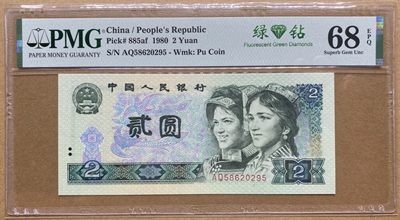 PMG
PAPER MONEY GUARANTY
China / People's Republic
Pick# 885af 1980 2 Yuan
S/N AQ58620295 - Wmk: Pu Coin
绿钻
Fluorescent Green Diamonds
68 EPQ
Superb Gem Unc
中国人民银行
2
贰圆
2
2
AQ58620295